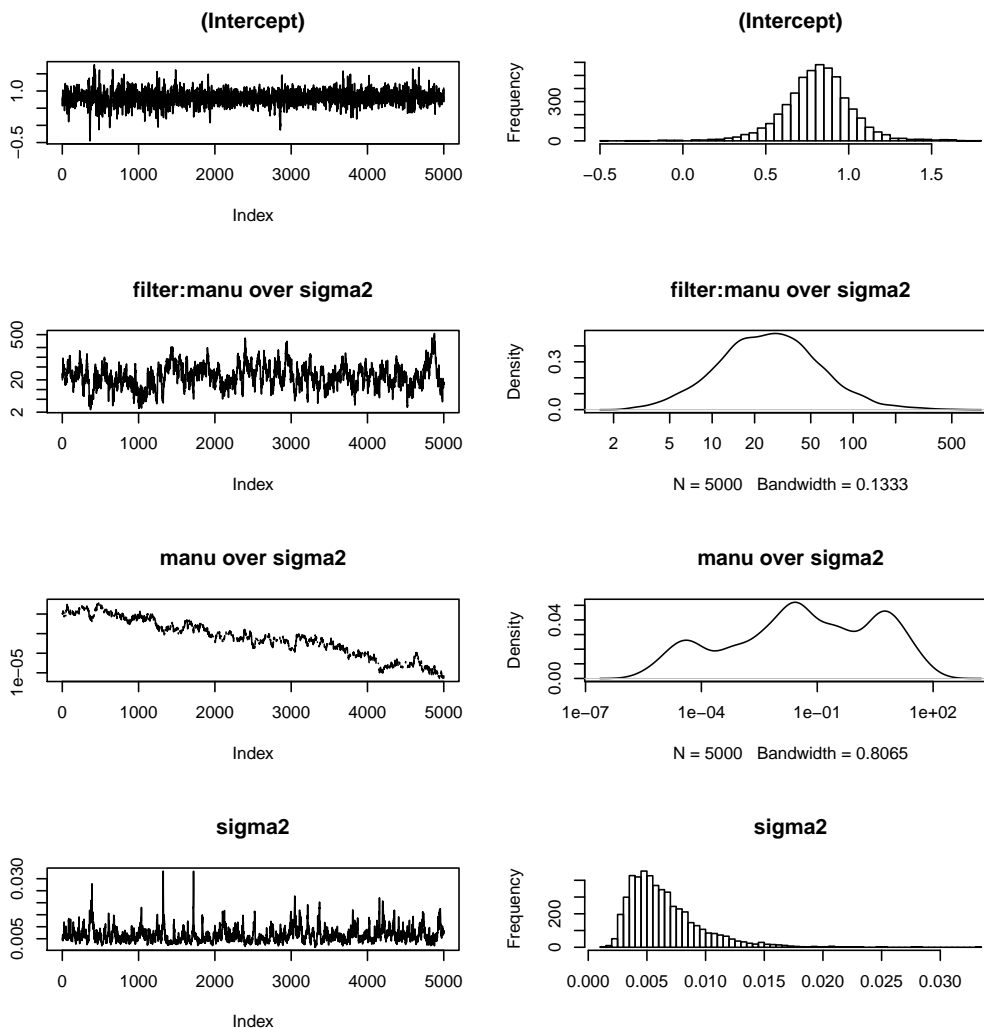 (Intercept)
1.0
−0.5
0 1000 2000 3000 4000 5000
Index
(Intercept)
Frequency
300
0
−0.5 0.0 0.5 1.0 1.5
filter:manu over sigma2
500
20
2
0 1000 2000 3000 4000 5000
Index
filter:manu over sigma2
Density
0.3
0.0
2 5 10 20 50 100 500
N = 5000 Bandwidth = 0.1333
manu over sigma2
1e−05
0 1000 2000 3000 4000 5000
Index
manu over sigma2
Density
0.04
0.00
1e−07 1e−04 1e−01 1e+02
N = 5000 Bandwidth = 0.8065
sigma2
0.030
0.005
0 1000 2000 3000 4000 5000
Index
sigma2
Frequency
200
0
0.000 0.005 0.010 0.015 0.020 0.025 0.030